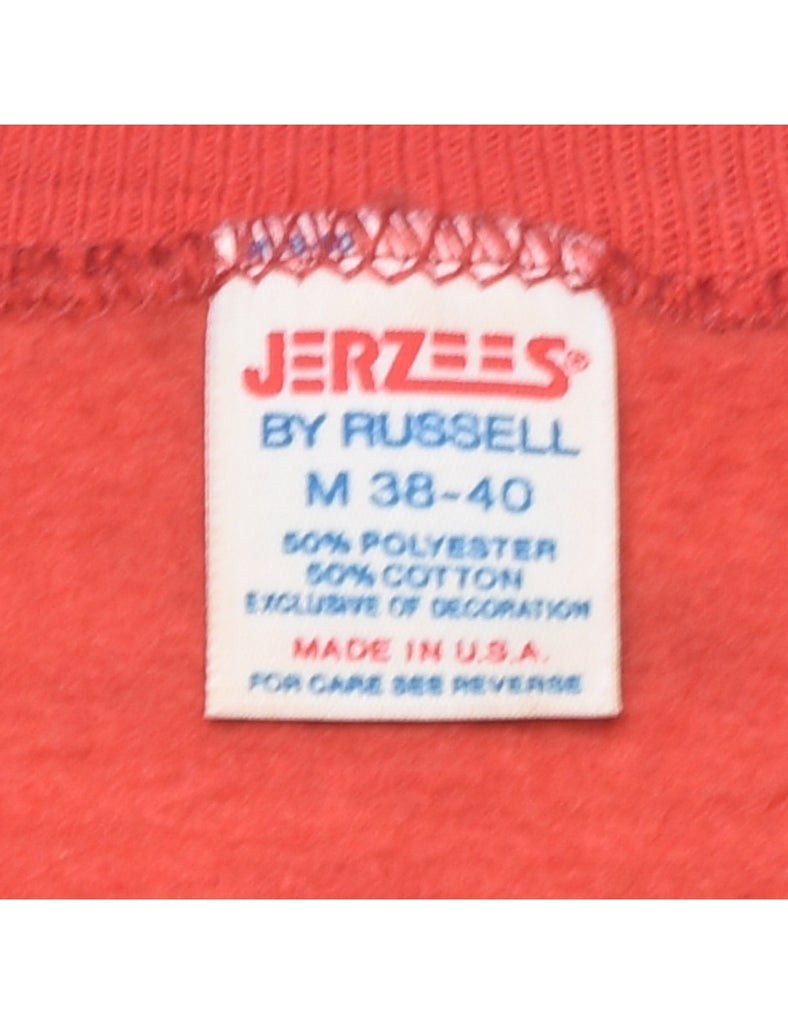 JERZEES®
BY RUSSELL
M 38-40
50% POLYESTER
50% COTTON
EXCLUSIVE OF DECORATION
MADE IN U.S.A.
FOR CARE SEE REVERSE